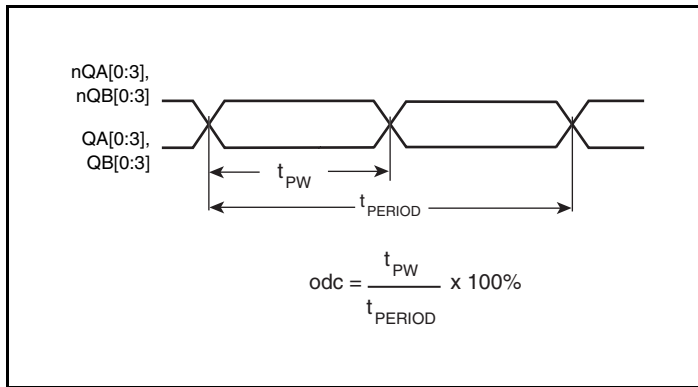 nQA[0:3],
nQB[0:3]
QA[0:3],
QB[0:3]
tPW
tPERIOD
odc = tPW / tPERIOD x 100%